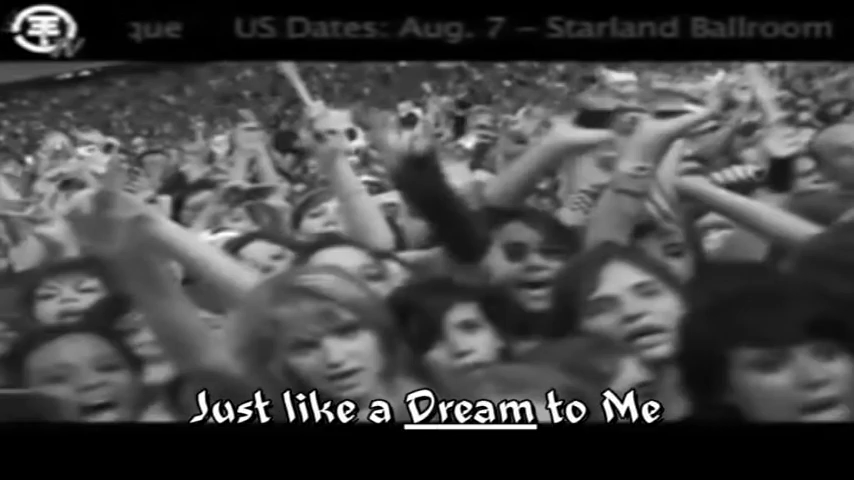 que US Dates: Aug. 7 – Starland Ballroom
Just like a Dream to Me